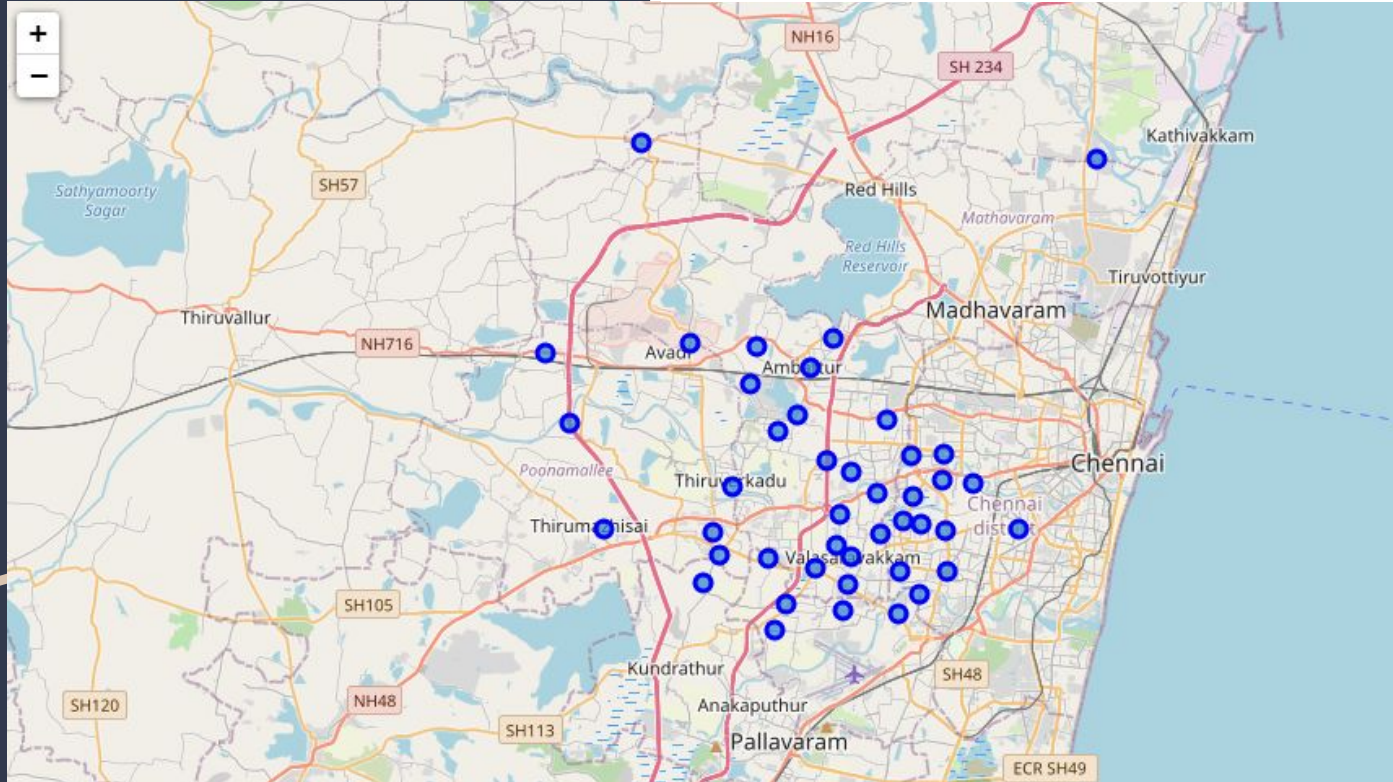 +
−
NH16
SH 234
Kathivakkam
SH57
Sathyamoorty
Sagar
Red Hills
Mathavaram
Red Hills
Reservoir
Tiruvottiyur
Thiruvallur
Madhavaram
NH716
Avadi
Ambattur
Chennai
Poonamallee
Thiruverkadu
Chennai
district
Thirumazhisai
Valasaravakkam
SH105
Kundrathur
SH48
NH48
SH120
Anakaputhur
SH113
Pallavaram
ECR SH49